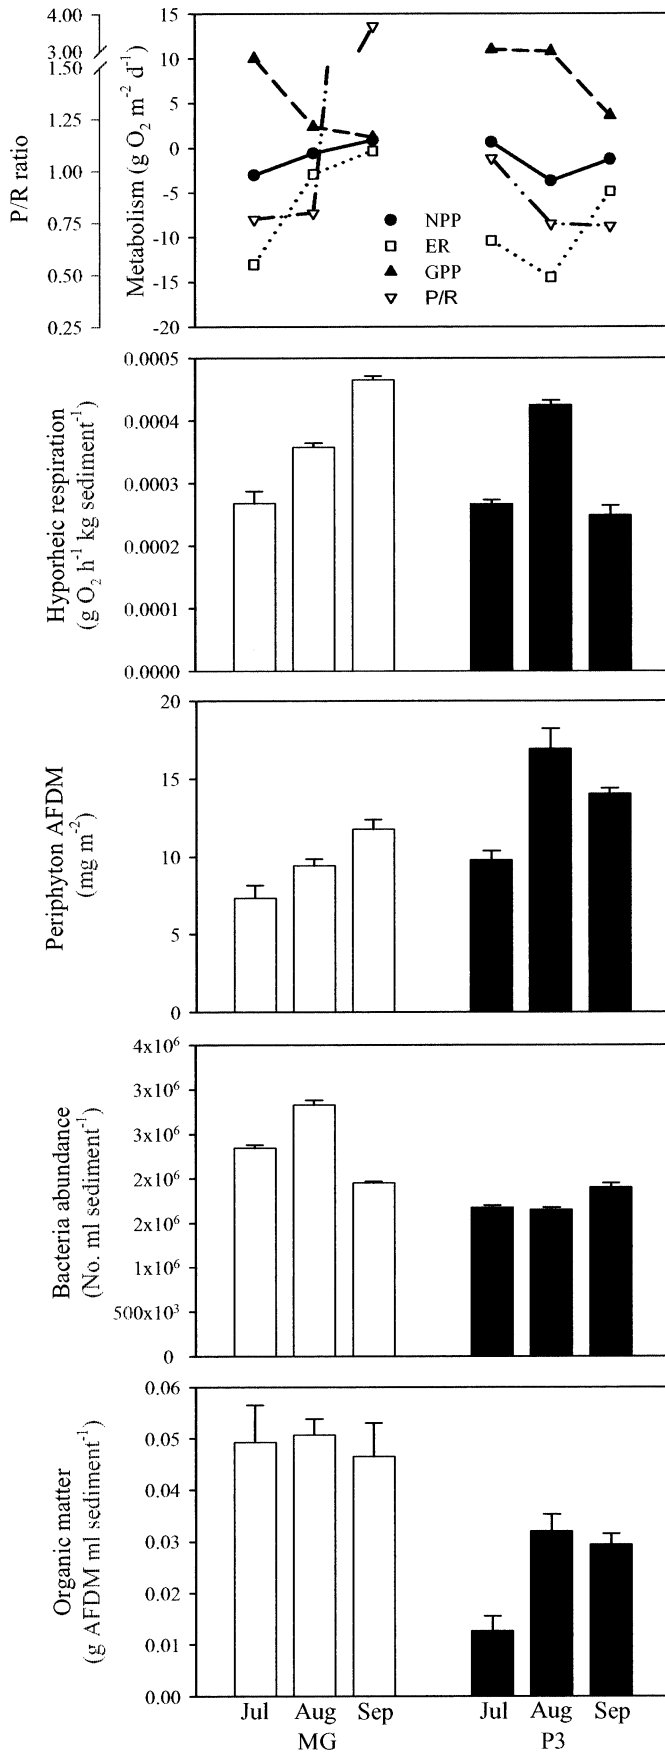 P/R ratio
4.00
3.00
1.50
1.25
1.00
0.75
0.50
0.25
Metabolism (g O2 m-2 d-1)
15
10
5
0
-5
-10
-15
-20
NPP
ER
GPP
P/R
Hyporheic respiration
(g O2 h-1 kg sediment-1)
0.0005
0.0004
0.0003
0.0002
0.0001
0.0000
Periphyton AFDM
(mg m-2)
20
15
10
5
0
Bacteria abundance
(No. ml sediment-1)
4x10^6
3x10^6
3x10^6
2x10^6
2x10^6
1x10^6
500x10^3
0
Organic matter
(g AFDM ml sediment-1)
0.06
0.05
0.04
0.03
0.02
0.01
0.00
Jul Aug Sep Jul Aug Sep
MG P3